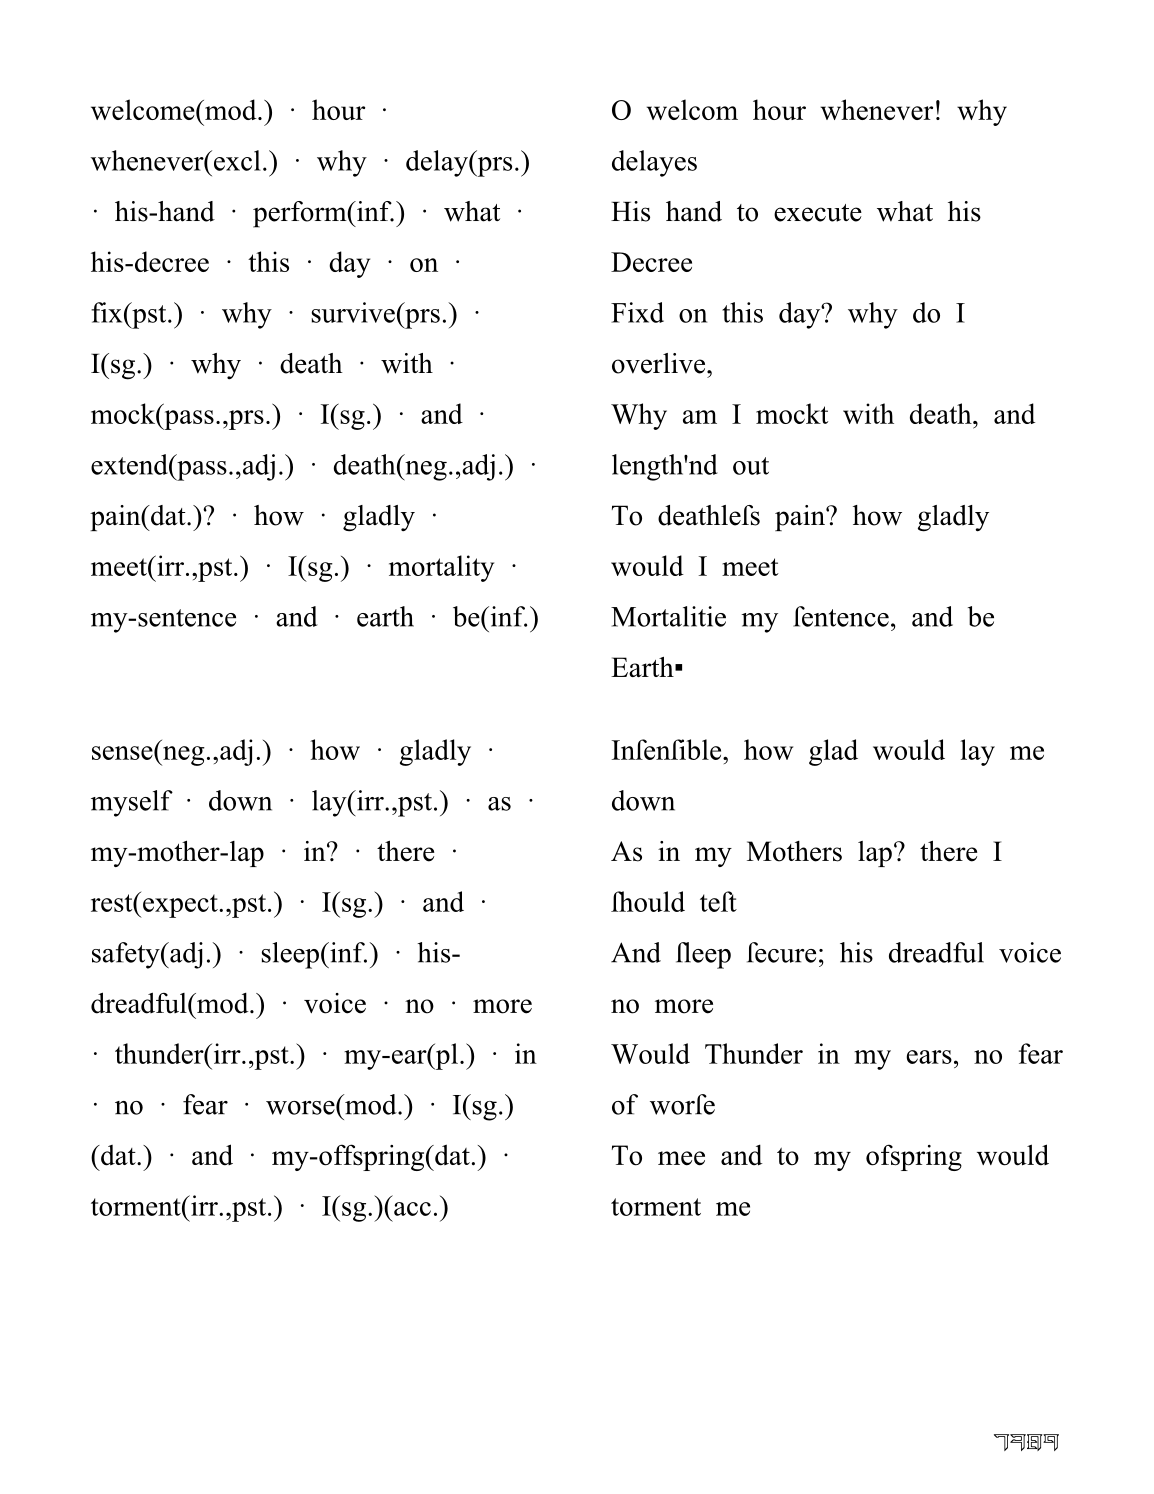 welcome(mod.) · hour ·
whenever(excl.) · why · delay(prs.)
· his-hand · perform(inf.) · what ·
his-decree · this · day · on ·
fix(pst.) · why · survive(prs.) ·
I(sg.) · why · death · with ·
mock(pass.,prs.) · I(sg.) · and ·
extend(pass.,adj.) · death(neg.,adj.) ·
pain(dat.)? · how · gladly ·
meet(irr.,pst.) · I(sg.) · mortality ·
my-sentence · and · earth · be(inf.)
O welcom hour whenever! why
delayes
His hand to execute what his
Decree
Fixd on this day? why do I
overlive,
Why am I mockt with death, and
length'nd out
To deathleſs pain? how gladly
would I meet
Mortalitie my ſentence, and be
Earth▪
sense(neg.,adj.) · how · gladly ·
myself · down · lay(irr.,pst.) · as ·
my-mother-lap · in? · there ·
rest(expect.,pst.) · I(sg.) · and ·
safety(adj.) · sleep(inf.) · his-
dreadful(mod.) · voice · no · more
· thunder(irr.,pst.) · my-ear(pl.) · in
· no · fear · worse(mod.) · I(sg.)
(dat.) · and · my-offspring(dat.) ·
torment(irr.,pst.) · I(sg.)(acc.)
Inſenſible, how glad would lay me
down
As in my Mothers lap? there I
ſhould teſt
And ſleep ſecure; his dreadful voice
no more
Would Thunder in my ears, no fear
of worſe
To mee and to my ofspring would
torment me